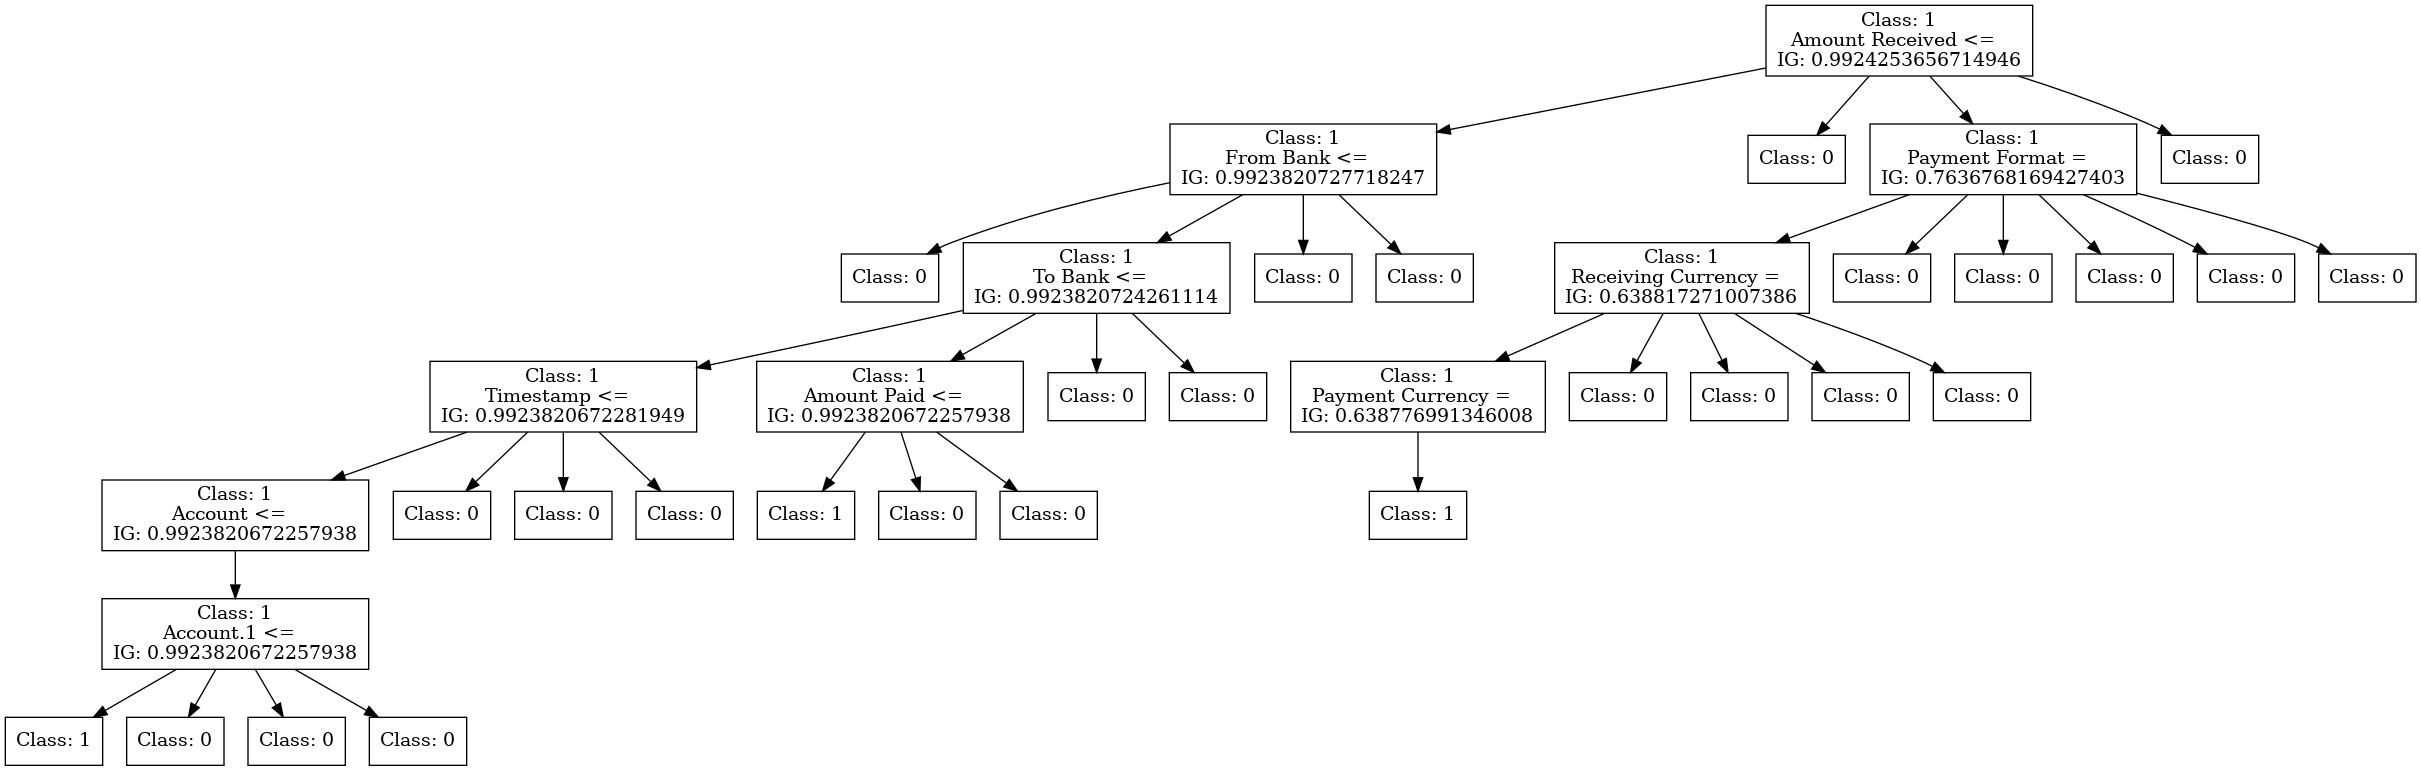 Class: 1
Amount Received <=
IG: 0.9924253656714946
Class: 1
From Bank <=
IG: 0.9923820727718247
Class: 0
Class: 1
Payment Format =
IG: 0.7636768169427403
Class: 0
Class: 0
Class: 1
To Bank <=
IG: 0.9923820724261114
Class: 0
Class: 0
Class: 1
Receiving Currency =
IG: 0.638817271007386
Class: 0
Class: 0
Class: 0
Class: 0
Class: 0
Class: 1
Timestamp <=
IG: 0.9923820672281949
Class: 1
Amount Paid <=
IG: 0.9923820672257938
Class: 0
Class: 0
Class: 1
Payment Currency =
IG: 0.638776991346008
Class: 0
Class: 0
Class: 0
Class: 0
Class: 1
Account <=
IG: 0.9923820672257938
Class: 0
Class: 0
Class: 0
Class: 1
Class: 0
Class: 0
Class: 1
Class: 1
Account.1 <=
IG: 0.9923820672257938
Class: 1
Class: 0
Class: 0
Class: 0